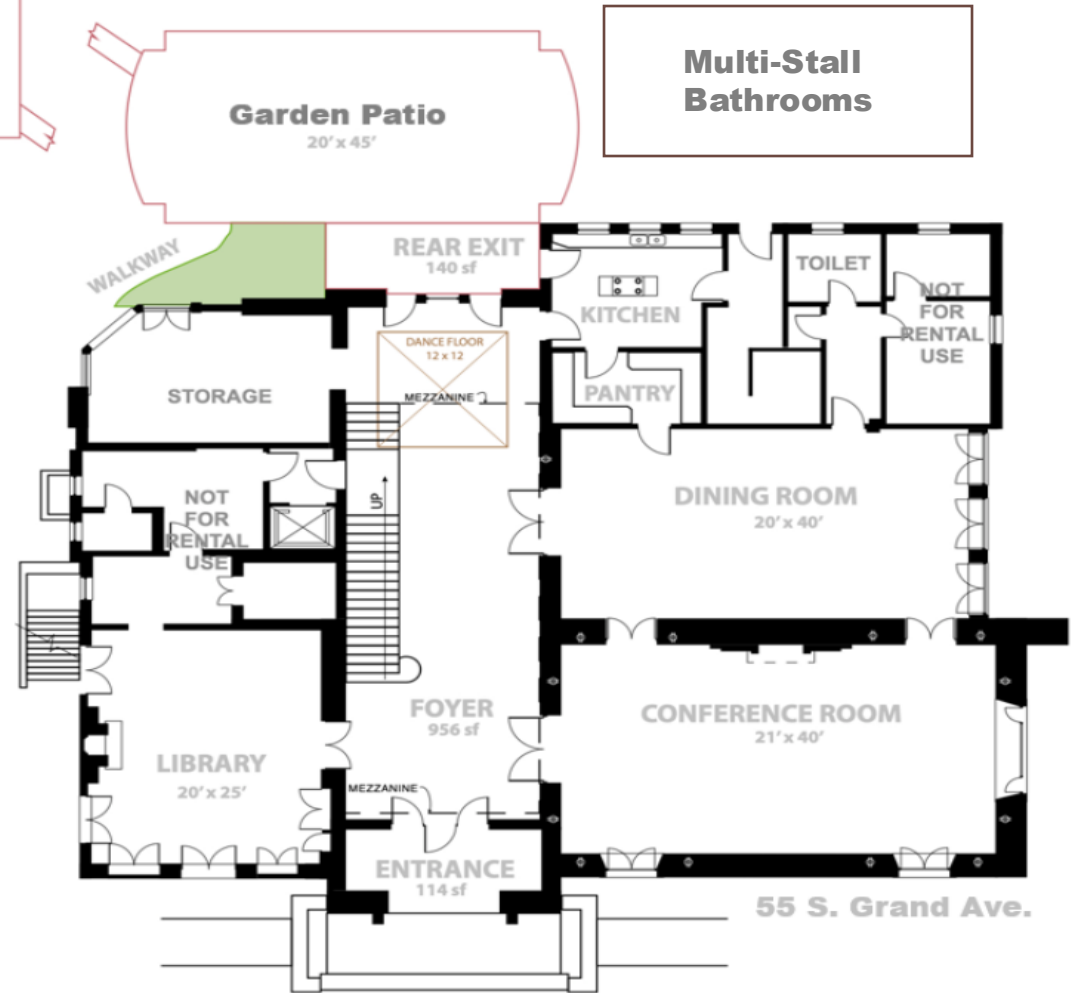 Multi-Stall
Bathrooms
Garden Patio
20' x 45'
WALKWAY
REAR EXIT
140 sf
TOILET
NOT
FOR
RENTAL
USE
KITCHEN
DANCE FLOOR
12 x 12
MEZZANINE
PANTRY
STORAGE
UP
NOT
FOR
RENTAL
USE
DINING ROOM
20' x 40'
FOYER
956 sf
CONFERENCE ROOM
21' x 40'
LIBRARY
20' x 25'
MEZZANINE
ENTRANCE
114 sf
55 S. Grand Ave.